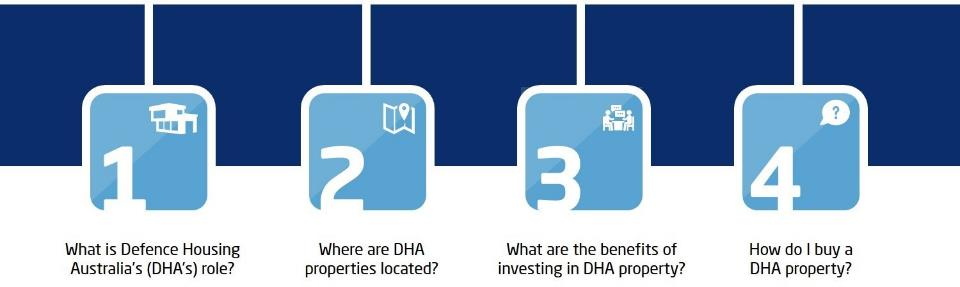 1
2
3
4
?
What is Defence Housing
Australia's (DHA's) role?
Where are DHA
properties located?
What are the benefits of
investing in DHA property?
How do I buy a
DHA property?